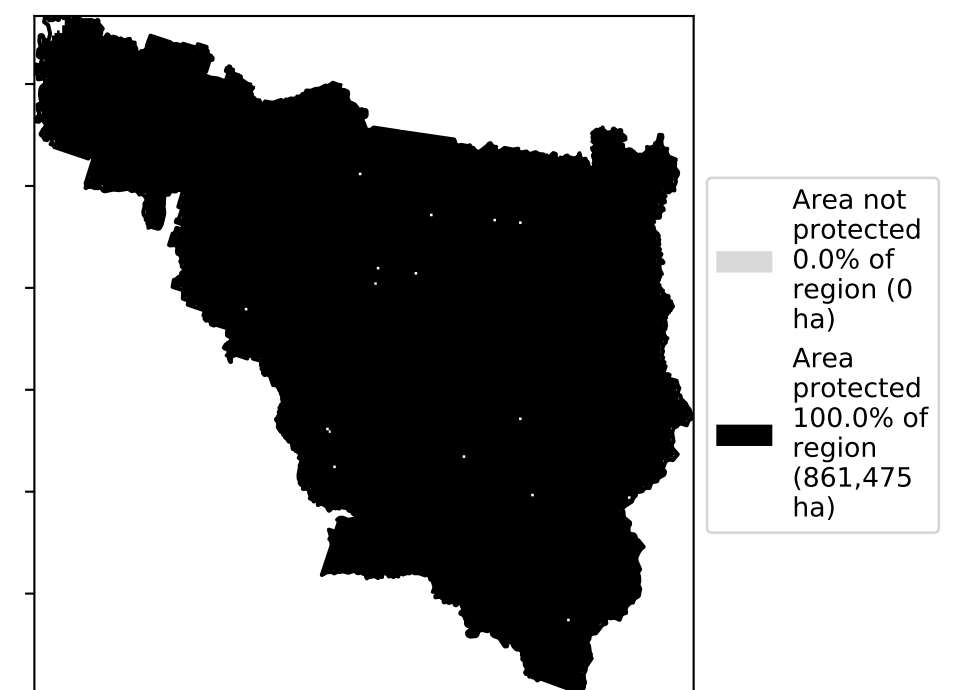 Area not
protected
0.0% of
region (0
ha)
Area
protected
100.0% of
region
(861,475
ha)